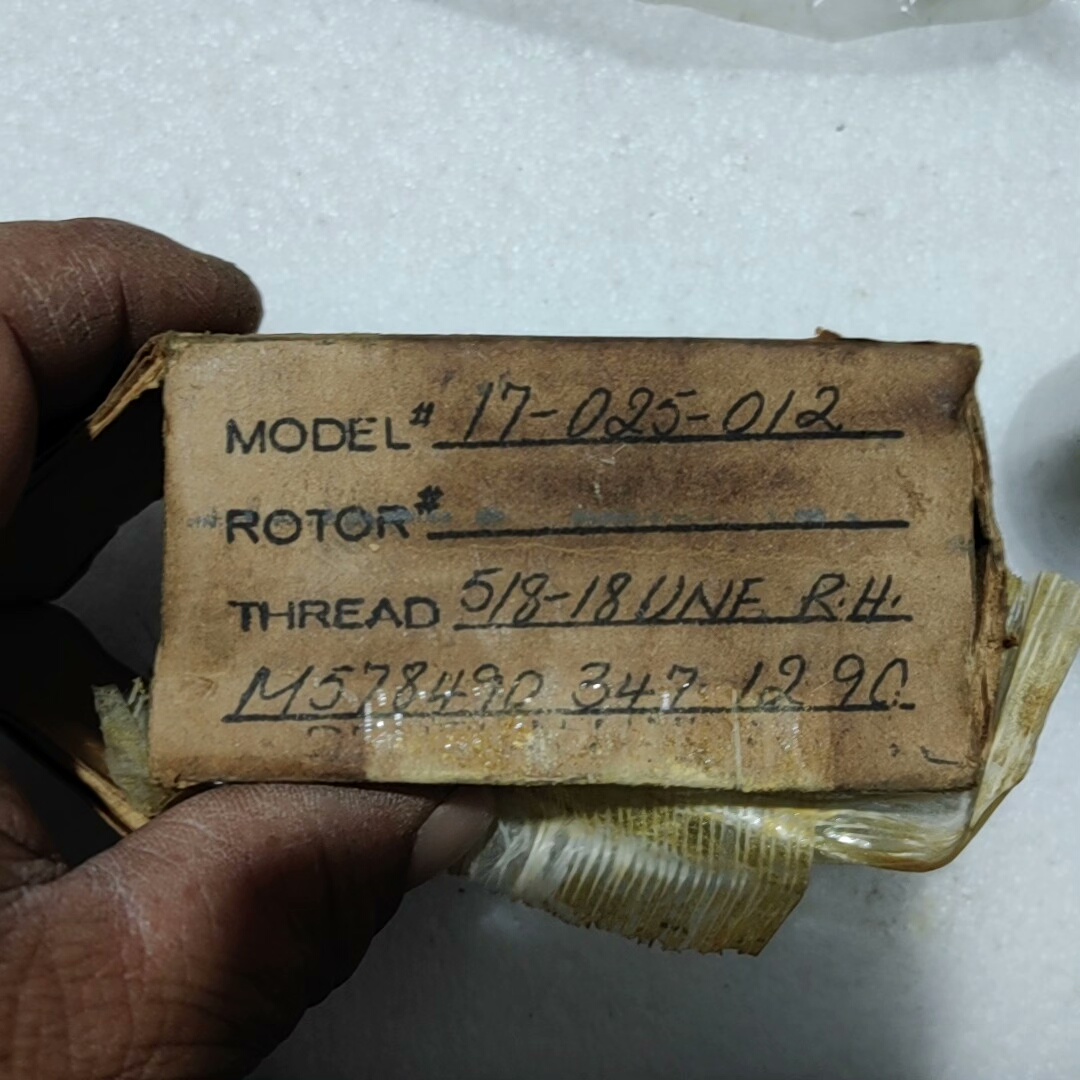 MODEL# 17-025-012
ROTOR#
THREAD 5/8-18 UNF R.H.
M578490 347 12 90